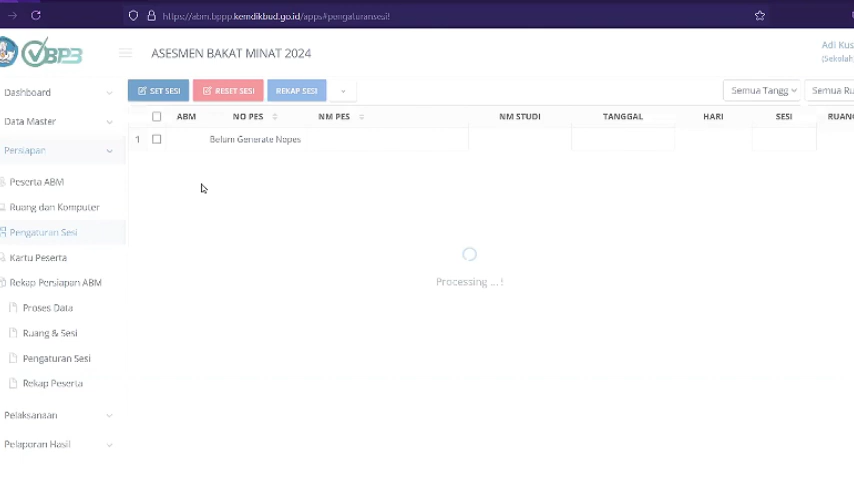 https://abm.bppp.kemdikbud.go.id/apps#pengaturansesi!
BP3
ASESMEN BAKAT MINAT 2024
Adi Kus
(Sekolah
Dashboard
Data Master
Persiapan
Peserta ABM
Ruang dan Komputer
Pengaturan Sesi
Kartu Peserta
Rekap Persiapan ABM
Proses Data
Ruang & Sesi
Pengaturan Sesi
Rekap Peserta
Pelaksanaan
Pelaporan Hasil
SET SESI RESET SESI REKAP SESI Semua Tangg Semua Ru
ABM NO PES NM PES NM STUDI TANGGAL HARI SESI RUANG
1 Belum Generate Nopes
Processing ... !